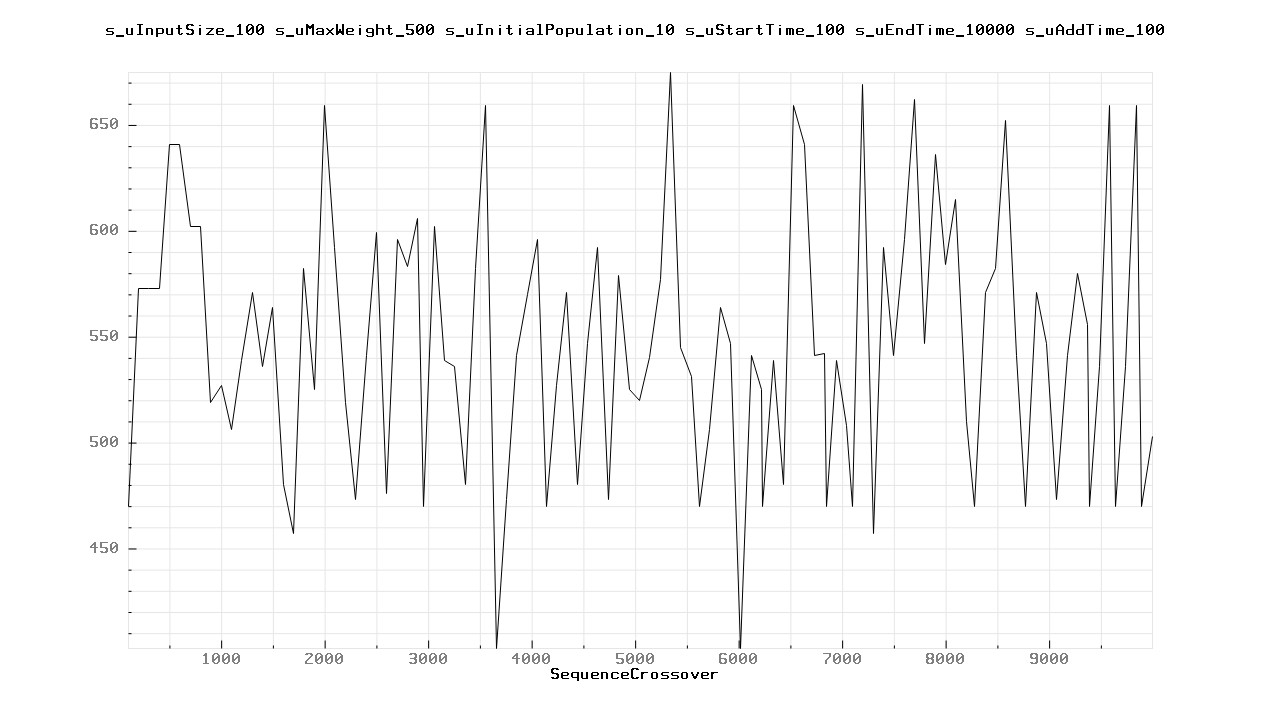 s_uInputSize_100 s_uMaxWeight_500 s_uInitialPopulation_10 s_uStartTime_100 s_uEndTime_10000 s_uAddTime_100
650
600
550
500
450
1000 2000 3000 4000 5000 6000 7000 8000 9000
SequenceCrossover